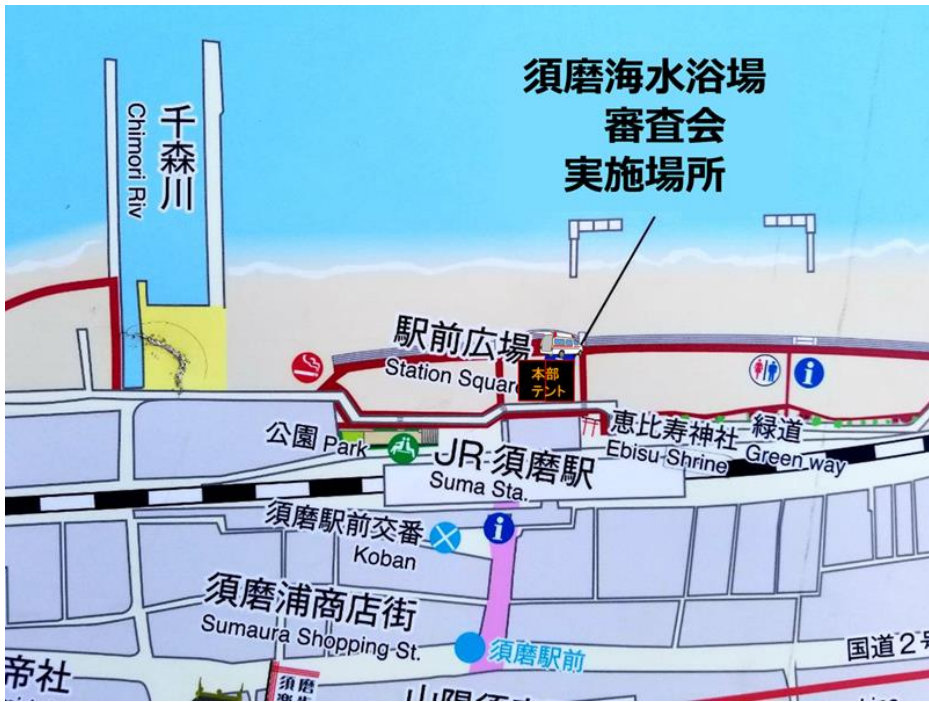 須磨海水浴場
審査会
実施場所
千森川
Chimori Riv
駅前広場
Station Square
本部
テント
恵比寿神社
Ebisu Shrine
緑道
Green way
公園 Park
JR 須磨駅
Suma Sta.
須磨駅前交番
Koban
須磨浦商店街
Sumaura Shopping-St.
須磨駅前
国道2号
帝社
須磨